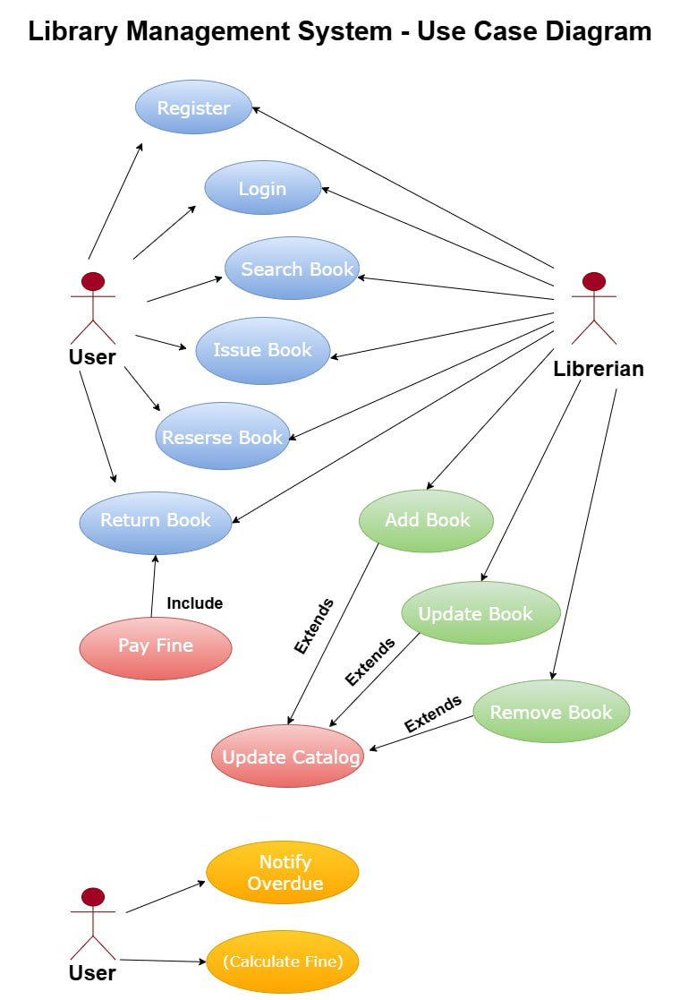 Library Management System - Use Case Diagram
Register
Login
Search Book
Issue Book
User
Librerian
Reserse Book
Return Book
Add Book
Include
Extends
Update Book
Pay Fine
Extends
Extends
Remove Book
Update Catalog
Notify
Overdue
(Calculate Fine)
User